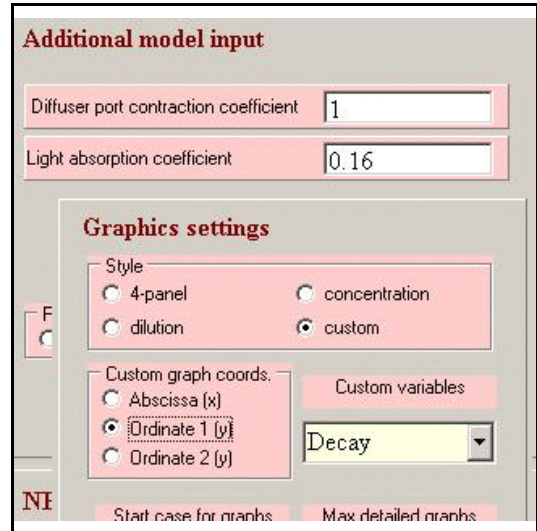 Additional model input
Diffuser port contraction coefficient 1
Light absorption coefficient 0.16
Graphics settings
Style
4-panel concentration
dilution custom
Custom graph coords.
Custom variables
Abscissa (x)
Ordinate 1 (y)
Decay
Ordinate 2 (y)
Start case for graphs Max detailed graphs